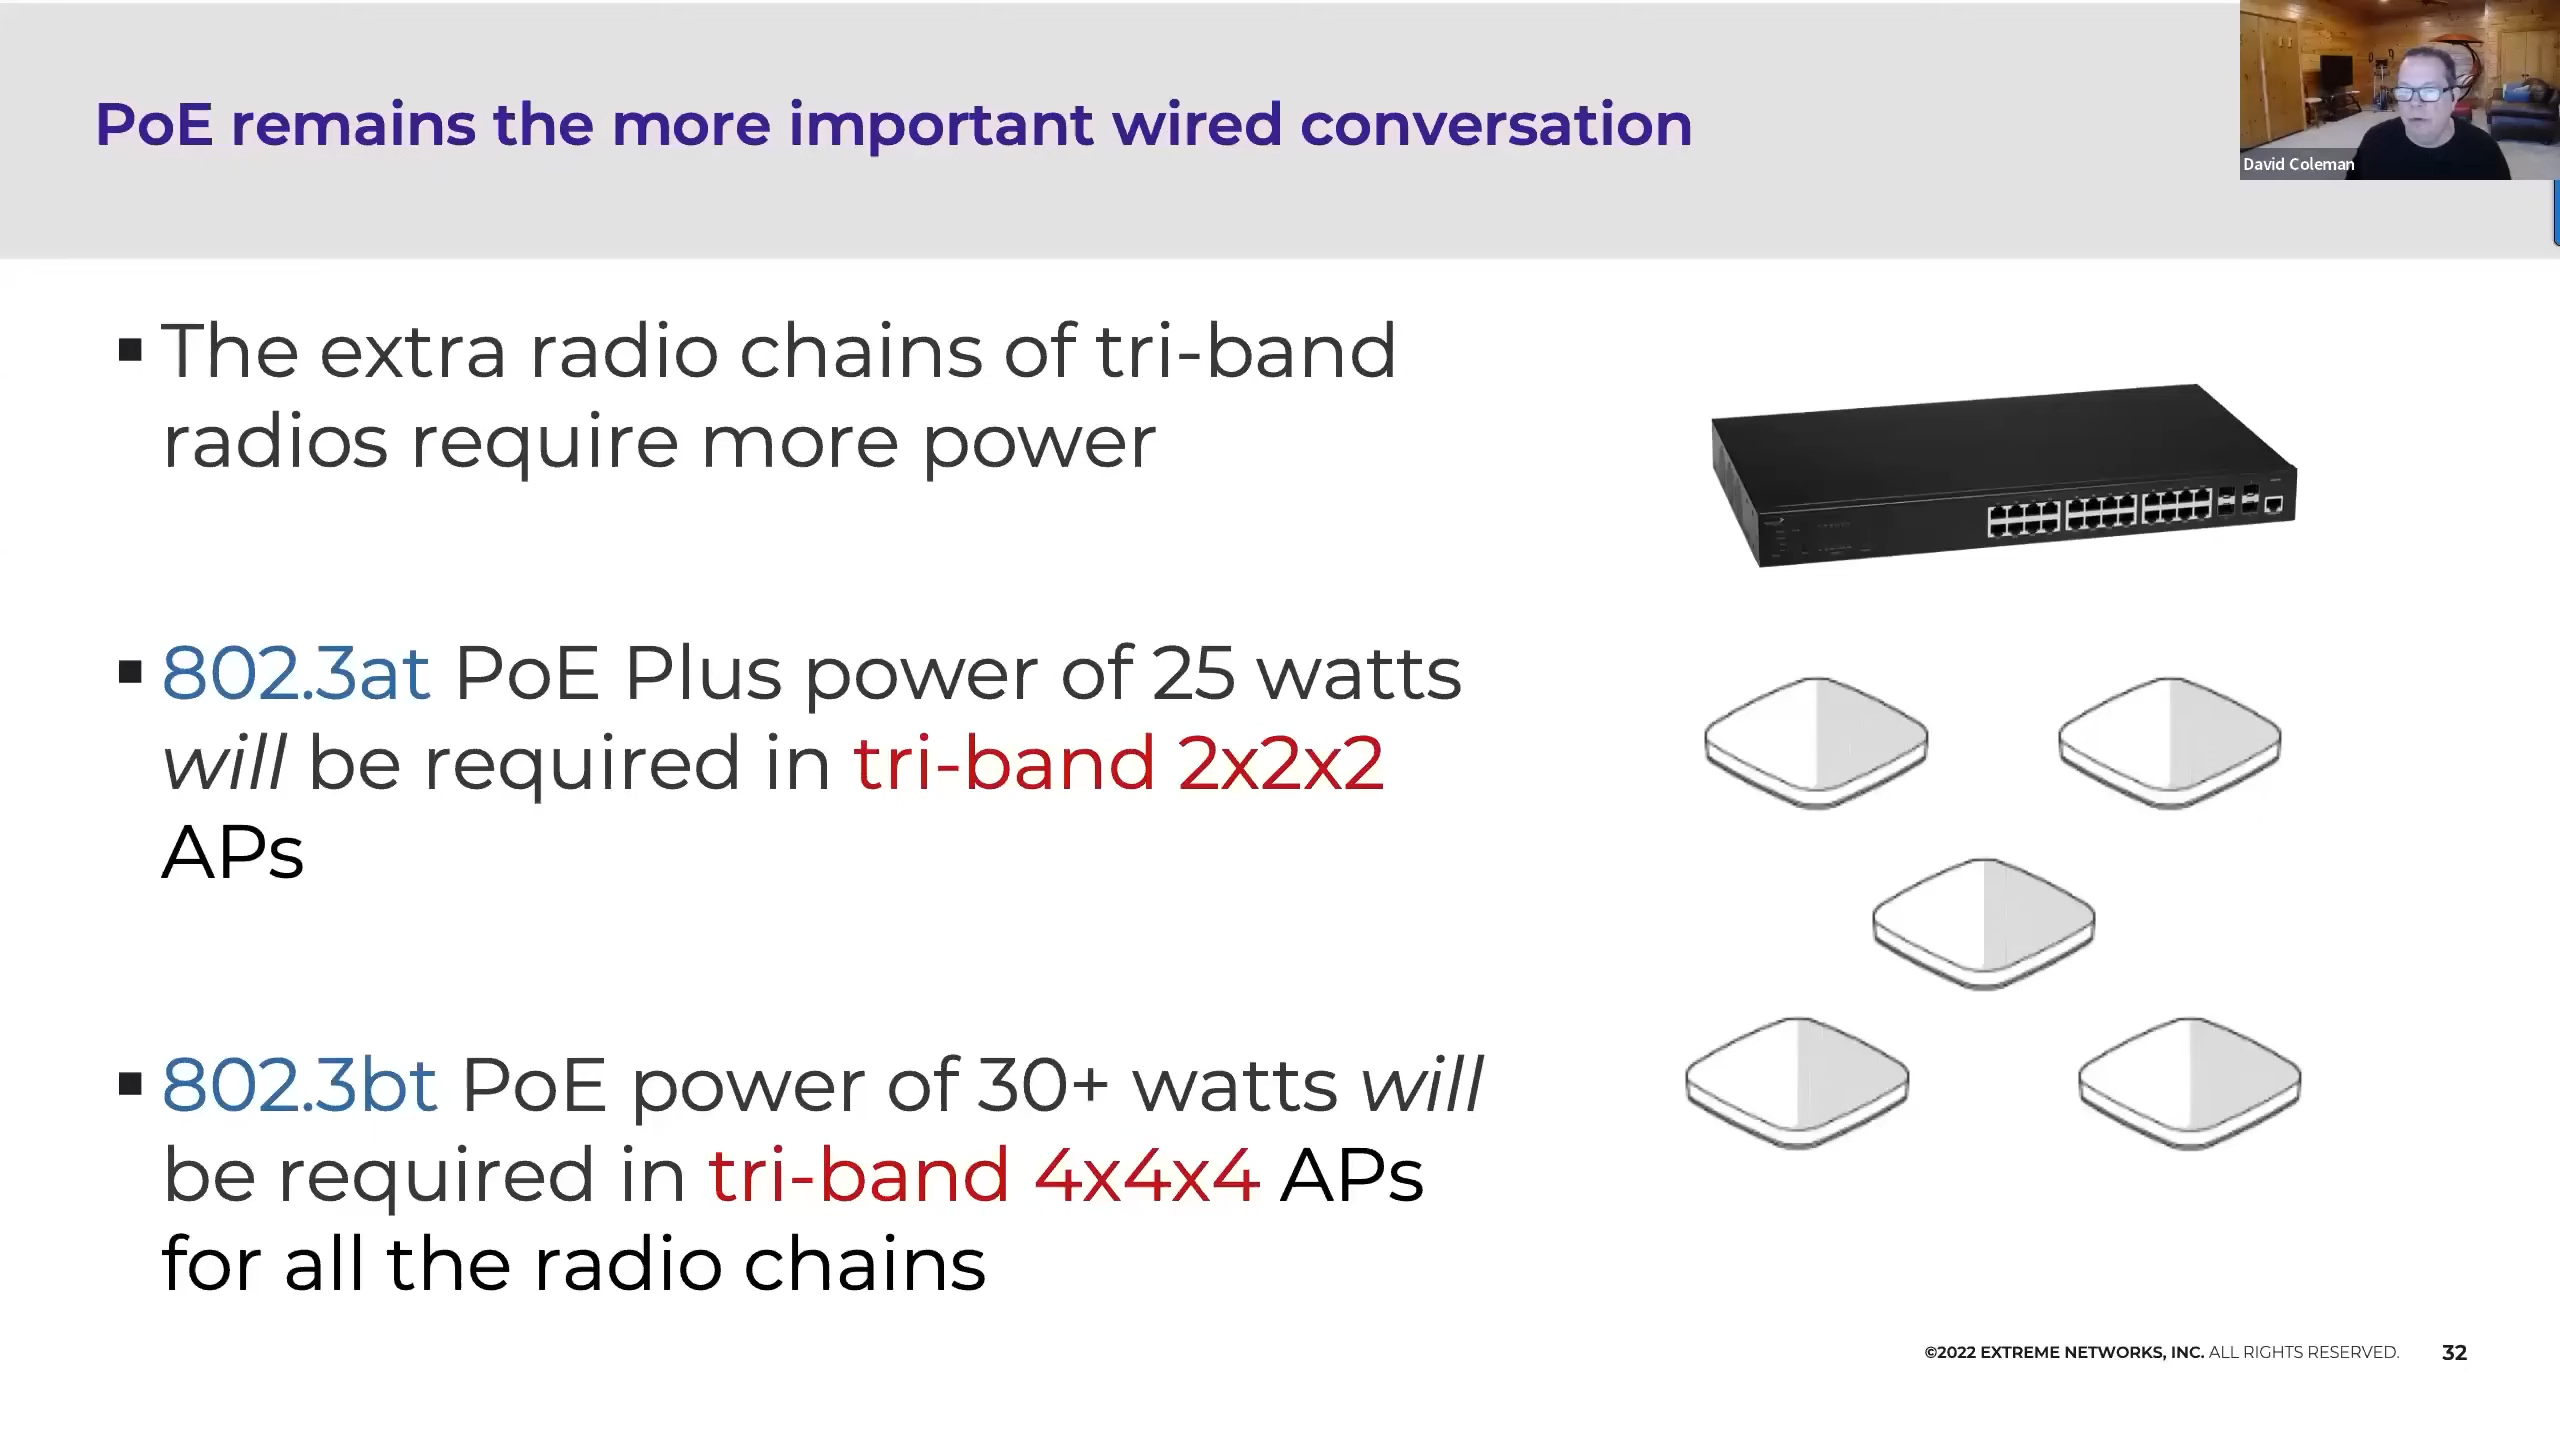 PoE remains the more important wired conversation
David Coleman
▪ The extra radio chains of tri-band
radios require more power
▪ 802.3at PoE Plus power of 25 watts
will be required in tri-band 2x2x2
APs
▪ 802.3bt PoE power of 30+ watts will
be required in tri-band 4x4x4 APs
for all the radio chains
©2022 EXTREME NETWORKS, INC. ALL RIGHTS RESERVED. 32